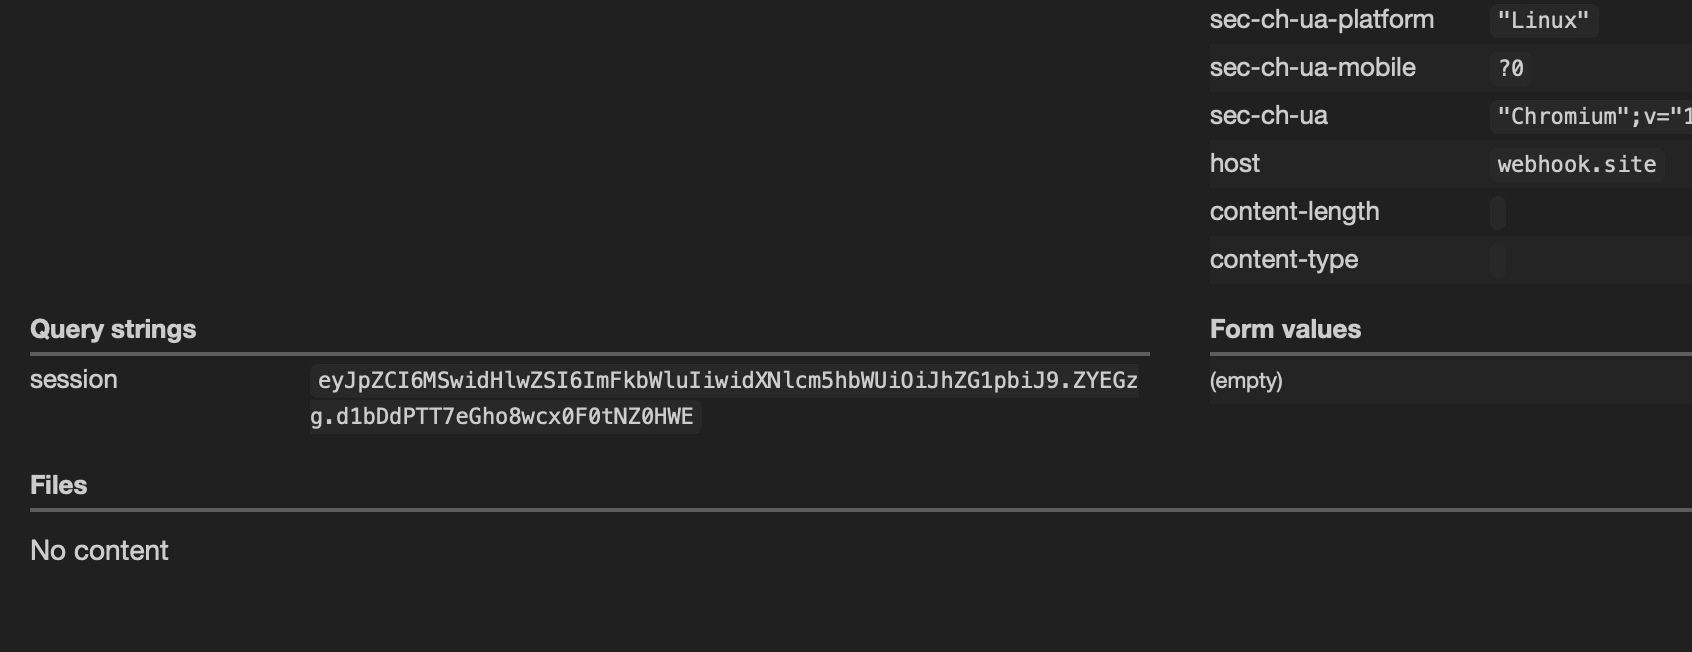 sec-ch-ua-platform "Linux"
sec-ch-ua-mobile ?0
sec-ch-ua "Chromium";v="1
host webhook.site
content-length
content-type
Query strings
session eyJpZCI6MSwidHlwZSI6ImFkbWluIiwidXNlcm5hbWUiOiJhZG1pbiJ9.ZYEGz
g.d1bDdPTT7eGho8wcx0F0tNZ0HWE
Form values
(empty)
Files
No content